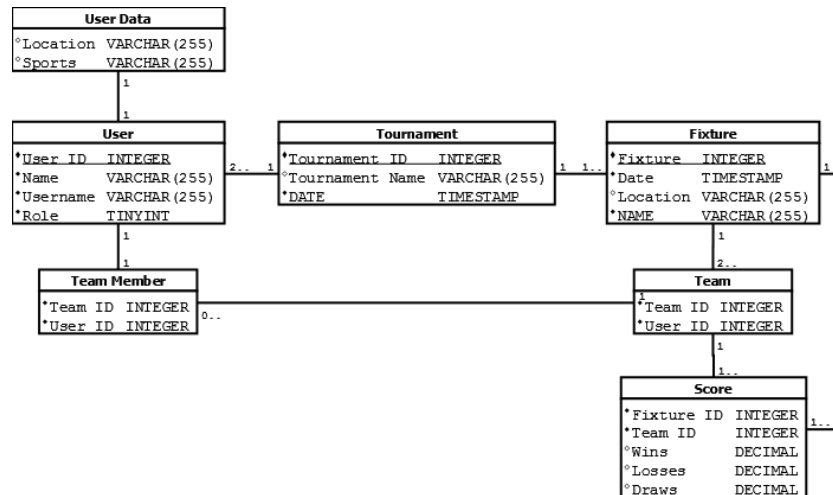 User Data
Location VARCHAR(255)
Sports VARCHAR(255)
1
1
User
User ID INTEGER
Name VARCHAR(255)
Username VARCHAR(255)
Role TINYINT
2..
1
Tournament
Tournament ID INTEGER
Tournament Name VARCHAR(255)
DATE TIMESTAMP
1
1..
Fixture
Fixture INTEGER
Date TIMESTAMP
Location VARCHAR(255)
NAME VARCHAR(255)
1
1
1
Team Member
Team ID INTEGER
User ID INTEGER
0..
1
1
2..
Team
Team ID INTEGER
User ID INTEGER
1
1..
Score
Fixture ID INTEGER
Team ID INTEGER
Wins DECIMAL
Losses DECIMAL
Draws DECIMAL
1..